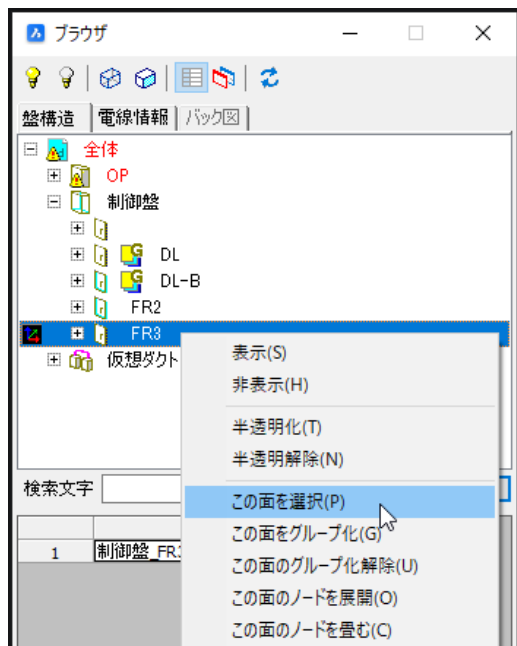 ブラウザ
盤構造 電線情報 バック図
全体
OP
制御盤
DL
DL-B
FR2
FR3
仮想ダクト
表示(S)
非表示(H)
半透明化(T)
半透明解除(N)
この面を選択(P)
この面をグループ化(G)
この面のグループ化解除(U)
この面のノードを展開(O)
この面のノードを畳む(C)
検索文字
1 制御盤_FR3